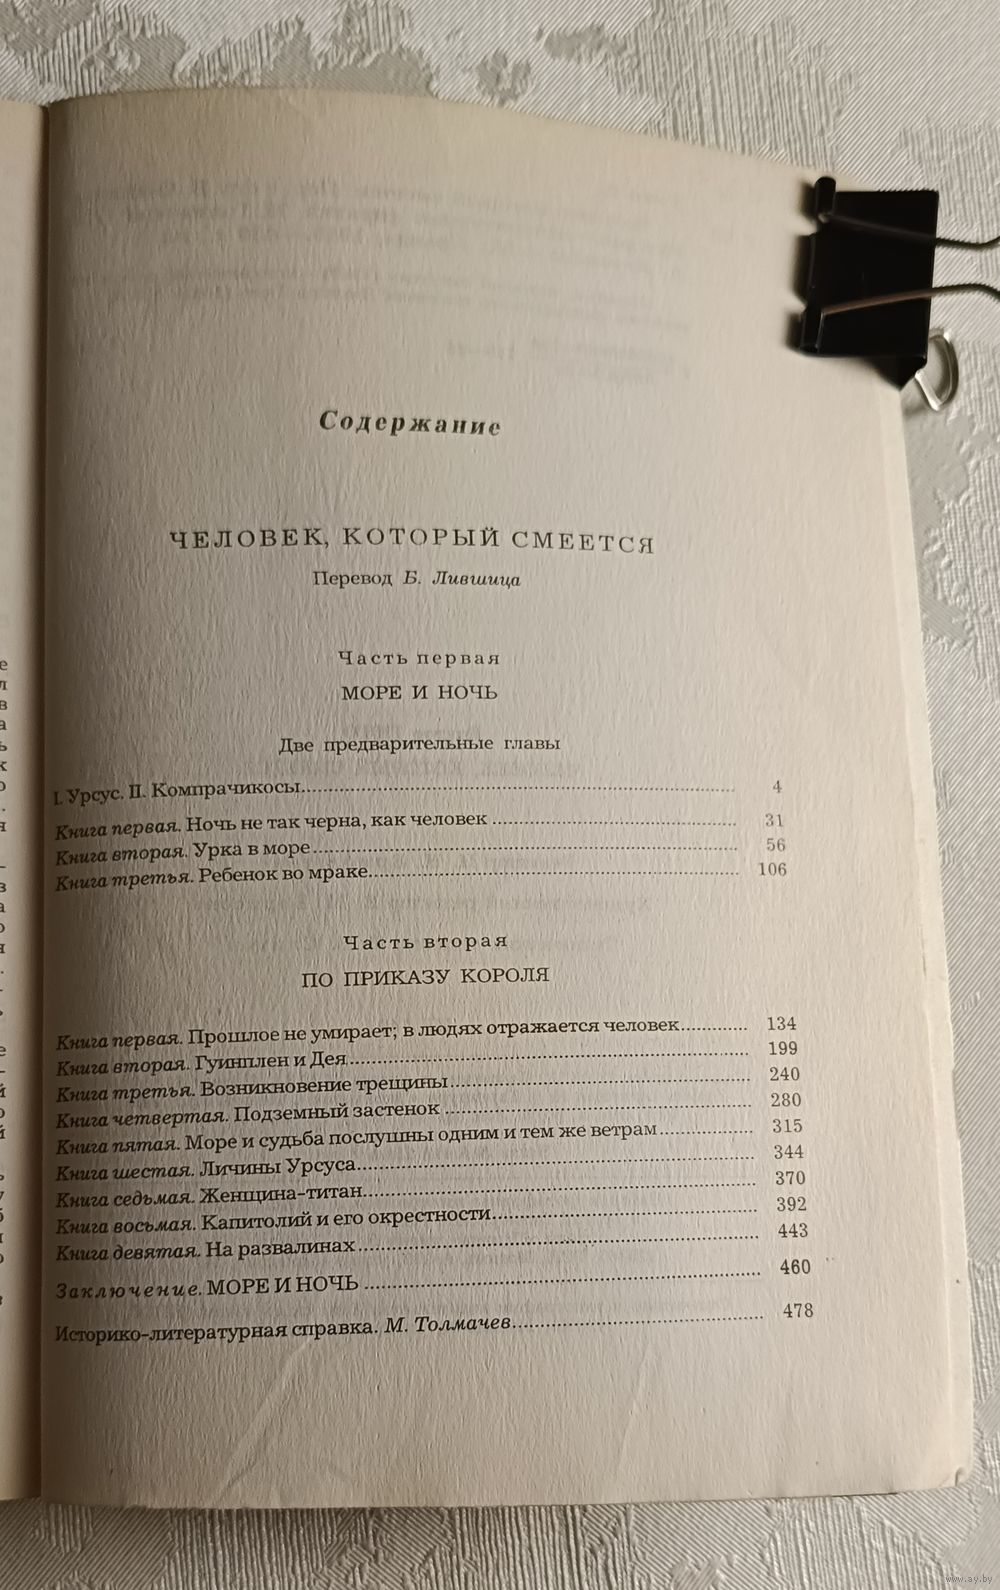 Содержание
ЧЕЛОВЕК, КОТОРЫЙ СМЕЕТСЯ
Перевод Б. Лившица
Часть первая
МОРЕ И НОЧЬ
Две предварительные главы
I. Урсус. II. Компрачикосы.......... 4
Книга первая. Ночь не так черна, как человек .......... 31
Книга вторая. Урка в море.......... 56
Книга третья. Ребенок во мраке.......... 106
Часть вторая
ПО ПРИКАЗУ КОРОЛЯ
Книга первая. Прошлое не умирает; в людях отражается человек.......... 134
Книга вторая. Гуинплен и Дея.......... 199
Книга третья. Возникновение трещины.......... 240
Книга четвертая. Подземный застенок .......... 280
Книга пятая. Море и судьба послушны одним и тем же ветрам.......... 315
Книга шестая. Личины Урсуса.......... 344
Книга седьмая. Женщина-титан.......... 370
Книга восьмая. Капитолий и его окрестности.......... 392
Книга девятая. На развалинах.......... 443
Заключение. МОРЕ И НОЧЬ .......... 460
Историко-литературная справка. М. Толмачев.......... 478
www.ay.by